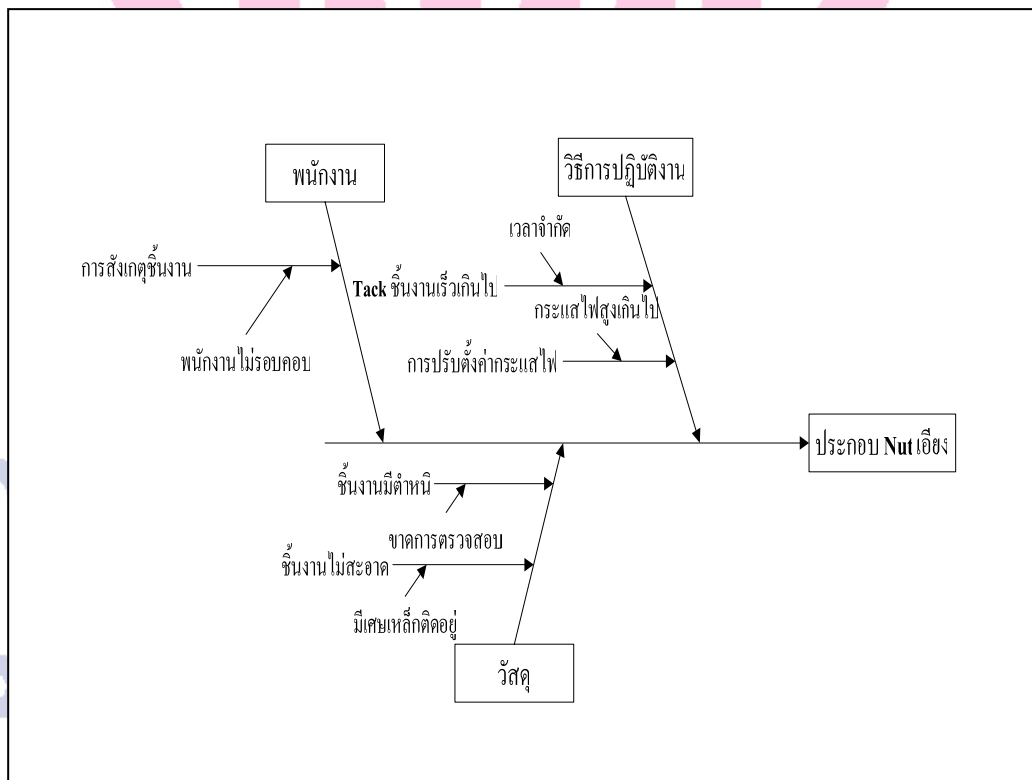 พนักงาน
วิธีการปฏิบัติงาน
เวลาจำกัด
การสังเกตุชิ้นงาน
Tack ชิ้นงานเร็วเกินไป
กระแสไฟสูงเกินไป
พนักงานไม่รอบคอบ
การปรับตั้งค่ากระแสไฟ
ประกอบ Nut เอียง
ชิ้นงานมีตำหนิ
ขาดการตรวจสอบ
ชิ้นงานไม่สะอาด
มีเศษเหล็กติดอยู่
วัสดุ